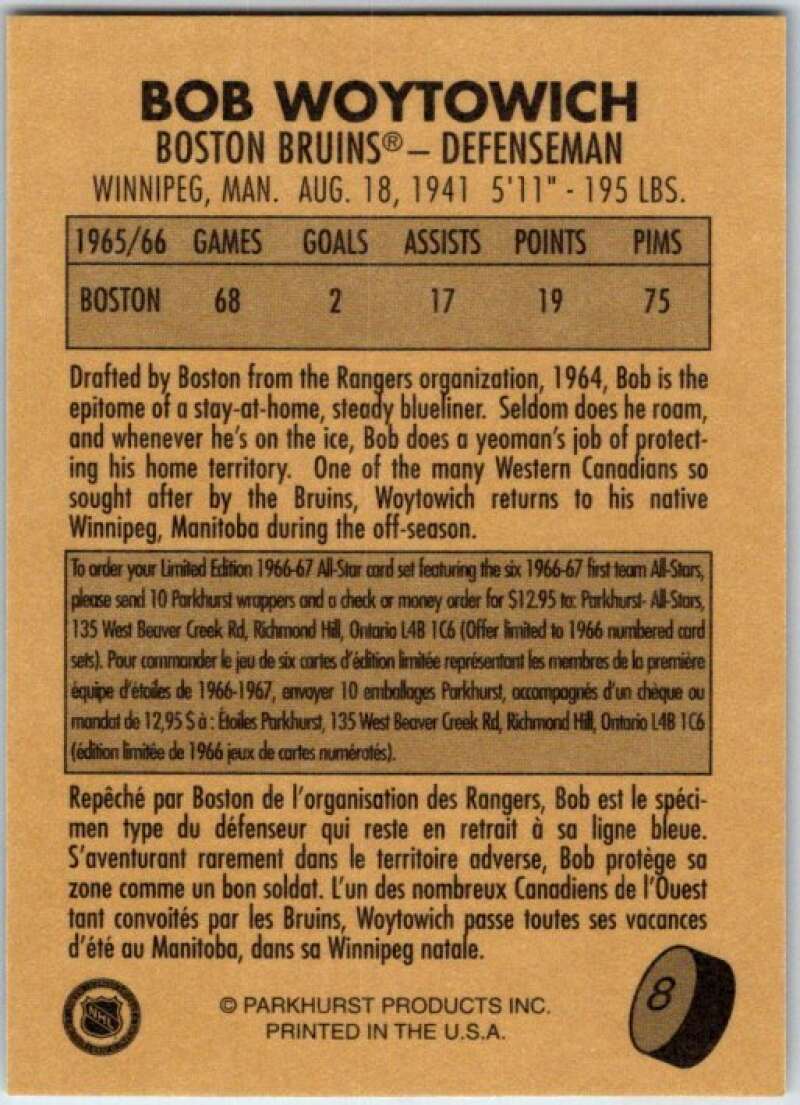 BOB WOYTOWICH
BOSTON BRUINS® – DEFENSEMAN
WINNIPEG, MAN. AUG. 18, 1941 5'11" - 195 LBS.
1965/66 GAMES GOALS ASSISTS POINTS PIMS
BOSTON 68 2 17 19 75
Drafted by Boston from the Rangers organization, 1964, Bob is the
epitome of a stay-at-home, steady blueliner. Seldom does he roam,
and whenever he's on the ice, Bob does a yeoman's job of protect-
ing his home territory. One of the many Western Canadians so
sought after by the Bruins, Woytowich returns to his native
Winnipeg, Manitoba during the off-season.
To order your Limited Edition 1966-67 All-Star card set featuring the six 1966-67 first team All-Stars,
please send 10 Parkhurst wrappers and a check or money order for $12.95 to: Parkhurst- All-Stars,
135 West Beaver Creek Rd, Richmond Hill, Ontario L4B 1C6 (Offer limited to 1966 numbered card
sets). Pour commander le jeu de six cartes d'édition limitée représentant les membres de la première
équipe d'étoiles de 1966-1967, envoyer 10 emballages Parkhurst, accompagnés d'un chèque ou
mandat de 12,95 $ à : Étoiles Parkhurst, 135 West Beaver Creek Rd, Richmond Hill, Ontario L4B 1C6
(édition limitée de 1966 jeux de cartes numérotés).
Repêché par Boston de l'organisation des Rangers, Bob est le spéci-
men type du défenseur qui reste en retrait à sa ligne bleue.
S'aventurant rarement dans le territoire adverse, Bob protège sa
zone comme un bon soldat. L'un des nombreux Canadiens de l'Ouest
tant convoités par les Bruins, Woytowich passe toutes ses vacances
d'été au Manitoba, dans sa Winnipeg natale.
NHL
© PARKHURST PRODUCTS INC.
PRINTED IN THE U.S.A.
8